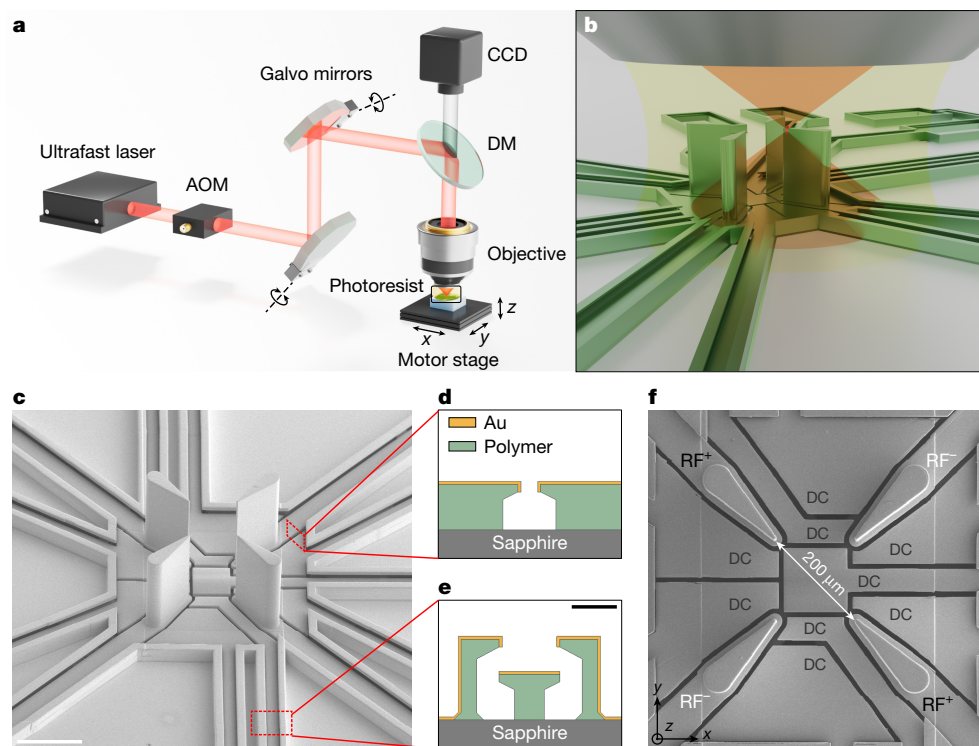 a
CCD
Galvo mirrors
DM
Ultrafast laser
AOM
Objective
Photoresist
z
x
y
Motor stage
b
c
d
Au
Polymer
Sapphire
e
Sapphire
f
RF+
RF−
DC
DC
DC
DC
200 μm
DC
DC
DC
DC
RF−
RF+
y
z
x